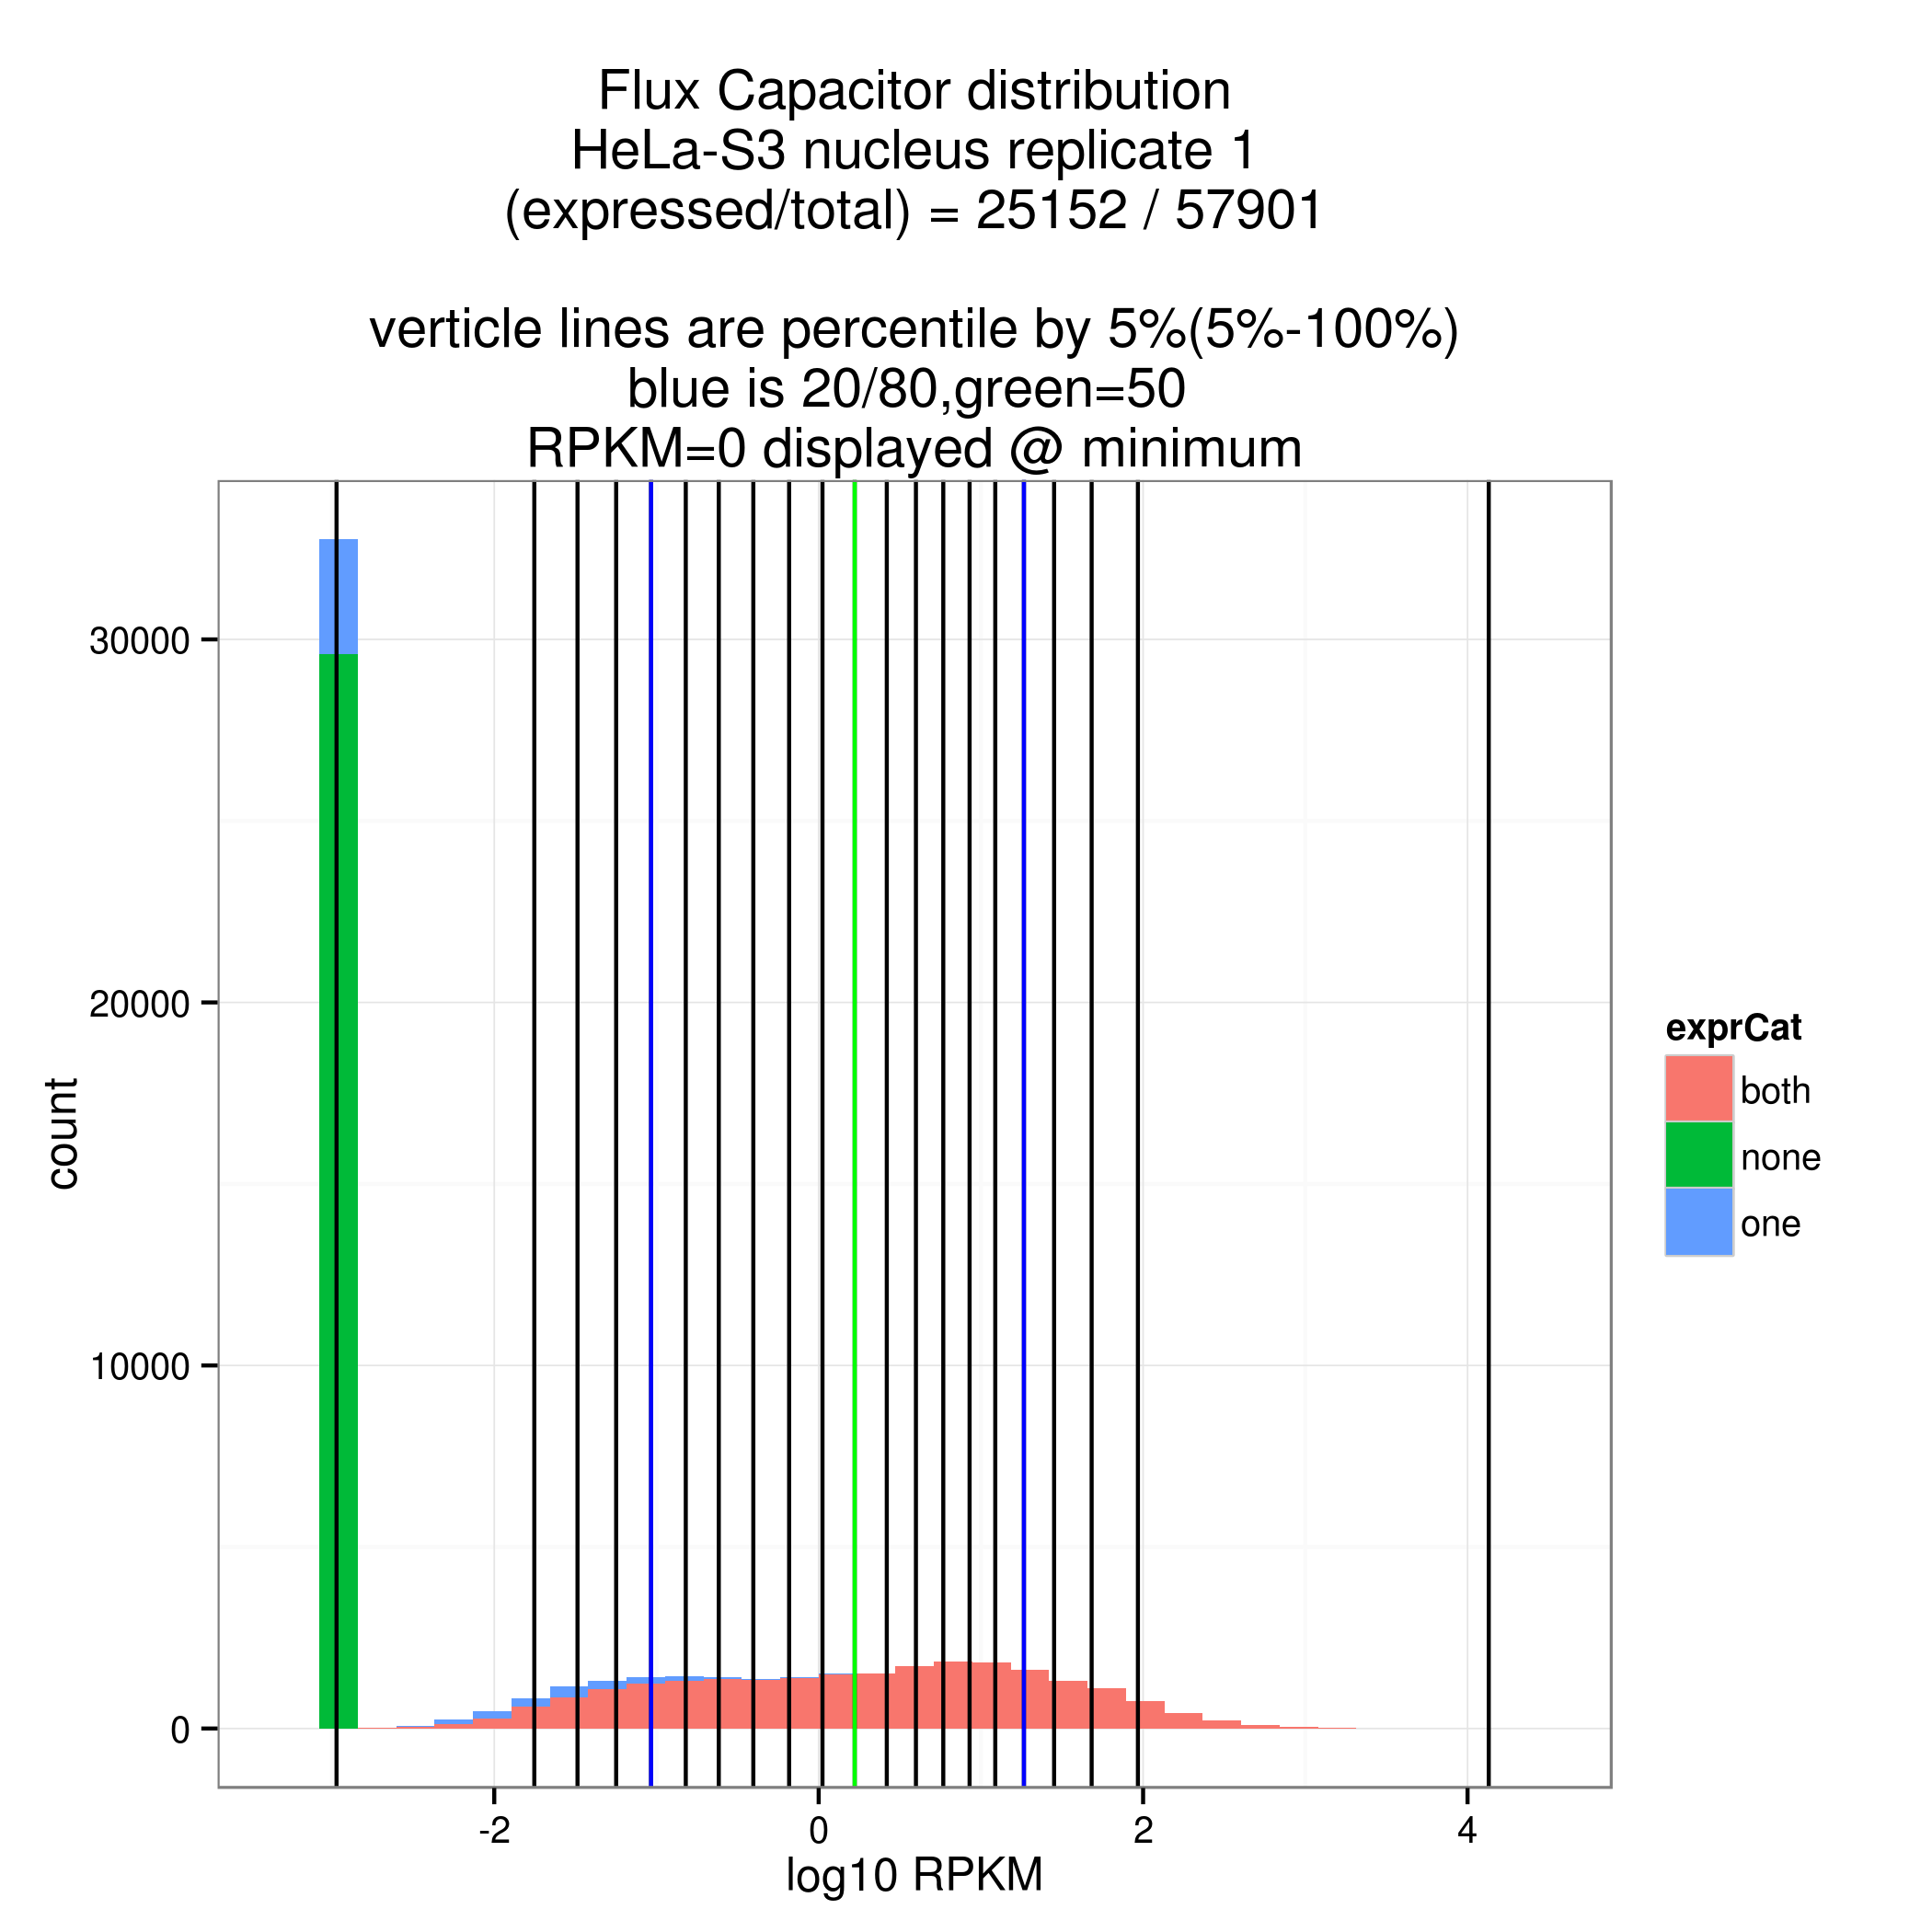 Flux Capacitor distribution
HeLa-S3 nucleus replicate 1
(expressed/total) = 25152 / 57901
verticle lines are percentile by 5%(5%-100%)
blue is 20/80,green=50
RPKM=0 displayed @ minimum
30000
20000
10000
0
count
-2
0
2
4
log10 RPKM
exprCat
both
none
one